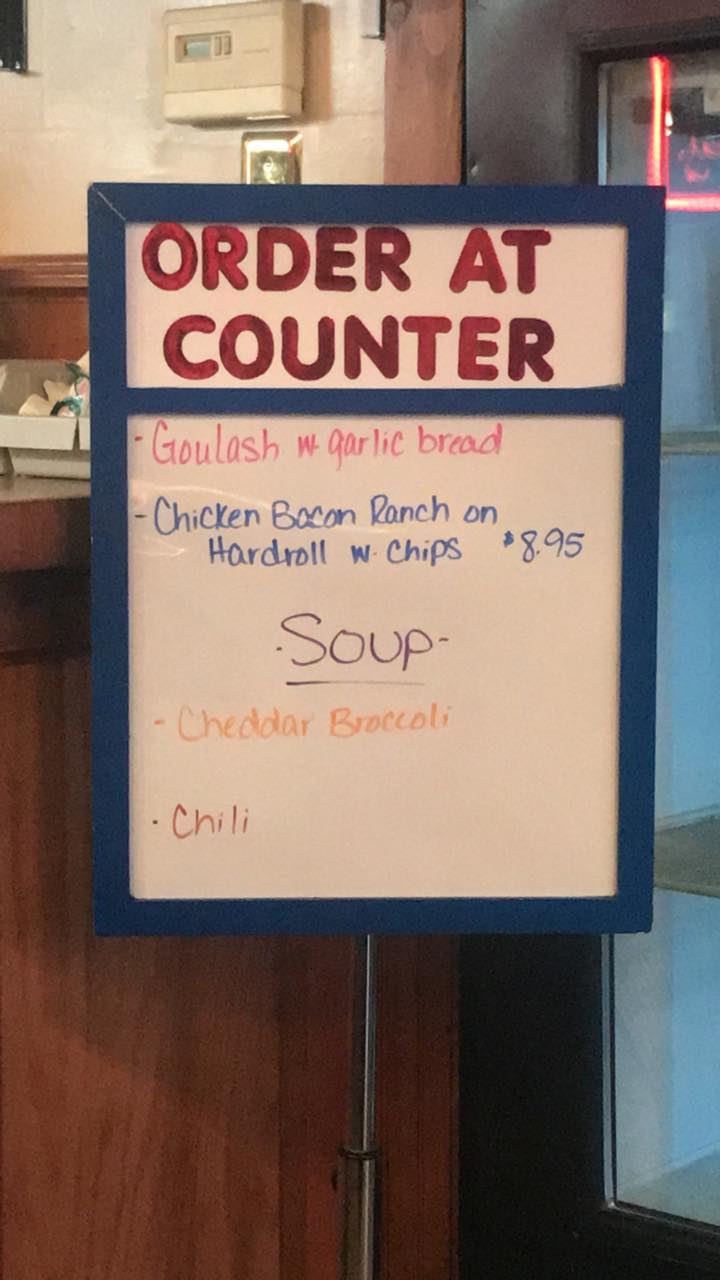 ORDER AT
COUNTER
- Goulash w garlic bread
- Chicken Bacon Ranch on
Hardroll w. Chips $8.95
- Soup -
- Cheddar Broccoli
- Chili